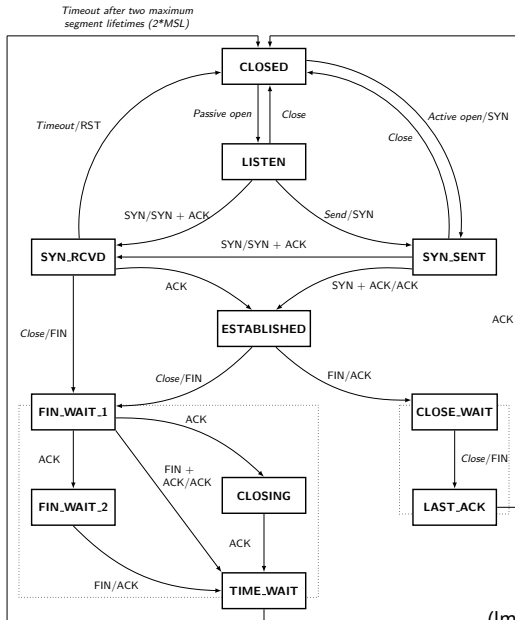 Timeout after two maximum
segment lifetimes (2*MSL)
CLOSED
Timeout/RST
Passive open
Close
Active open/SYN
Close
LISTEN
SYN/SYN + ACK
Send/SYN
SYN_RCVD
SYN/SYN + ACK
SYN_SENT
ACK
SYN + ACK/ACK
ESTABLISHED
ACK
Close/FIN
Close/FIN
FIN/ACK
FIN_WAIT_1
CLOSE_WAIT
ACK
ACK
FIN +
ACK/ACK
Close/FIN
FIN_WAIT_2
CLOSING
LAST_ACK
ACK
FIN/ACK
TIME_WAIT
(Im